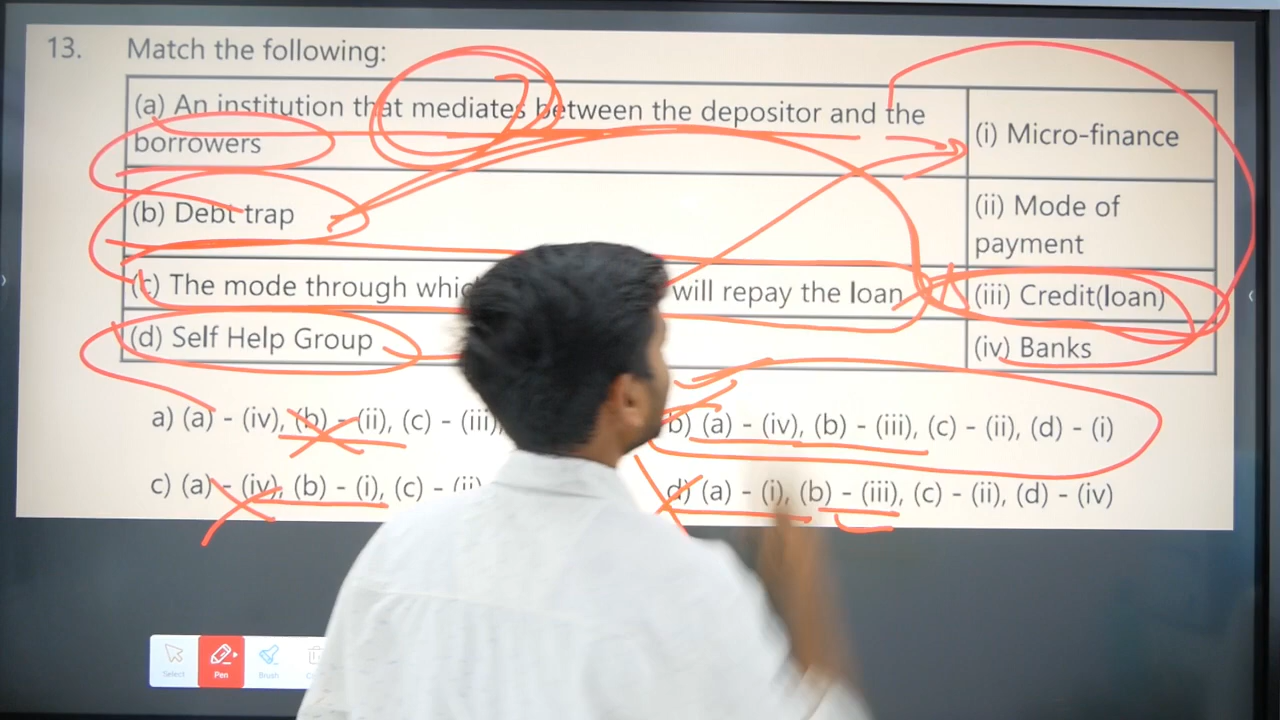 13. Match the following:
(a) An institution that mediates between the depositor and the
borrowers
(i) Micro-finance
(b) Debt trap
(ii) Mode of
payment
(c) The mode through will repay the loan
(iii) Credit(loan)
(d) Self Help Group
(iv) Banks
a) (a) - (iv), (b) - (ii), (c) - (iii),
b) (a) - (iv), (b) - (iii), (c) - (ii), (d) - (i)
c) (a) - (iv), (b) - (i), (c) - (ii)
d) (a) - (i), (b) - (iii), (c) - (ii), (d) - (iv)
Select Pen Brush